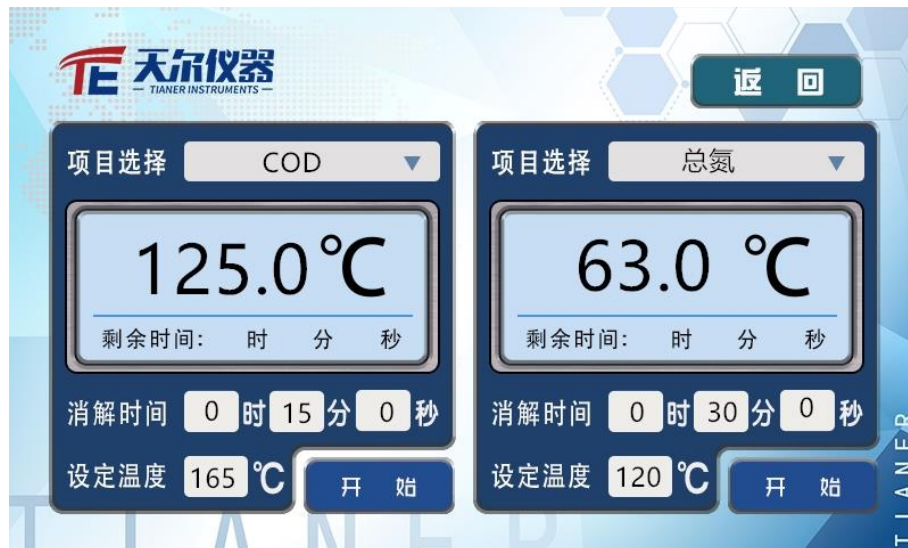 TE 天尔仪器
— TIANER INSTRUMENTS —
返 回
项目选择 COD ▼
125.0℃
剩余时间: 时 分 秒
消解时间 0 时 15 分 0 秒
设定温度 165 ℃ 开 始
项目选择 总氮 ▼
63.0 ℃
剩余时间: 时 分 秒
消解时间 0 时 30 分 0 秒
设定温度 120 ℃ 开 始
TIANER
TIANER